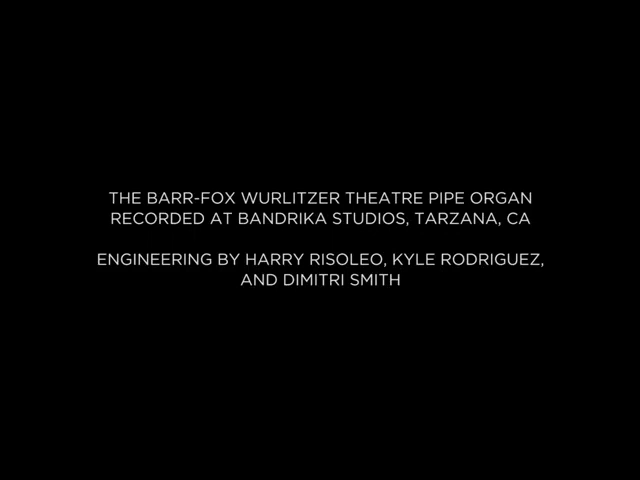 THE BARR-FOX WURLITZER THEATRE PIPE ORGAN
RECORDED AT BANDRIKA STUDIOS, TARZANA, CA
ENGINEERING BY HARRY RISOLEO, KYLE RODRIGUEZ,
AND DIMITRI SMITH